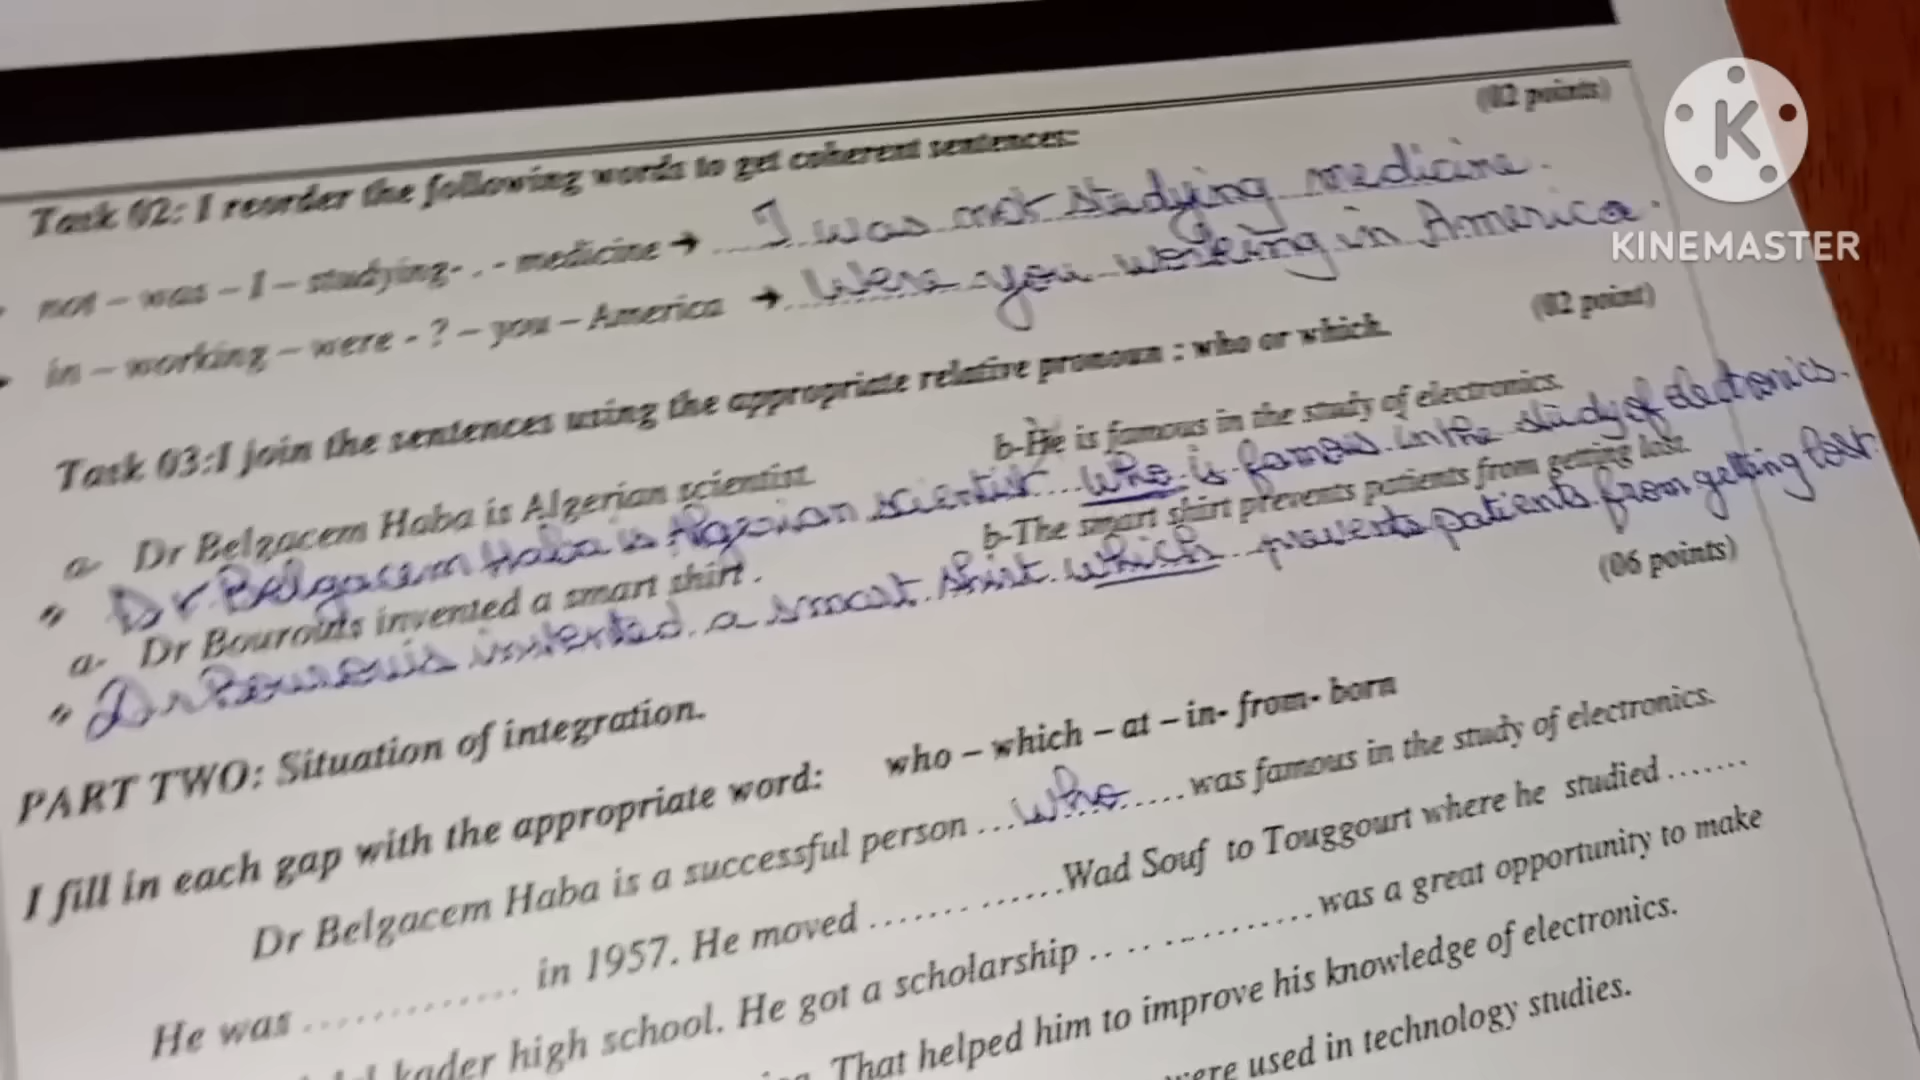 (02 points)
Task 02: I reorder the following words to get coherent sentences:
not – was – I – studying- . - medicine → I was not studying medicine.
in – working – were - ? – you – America → Were you working in America.
(02 point)
Task 03:I join the sentences using the appropriate relative pronoun : who or which.
a- Dr Belgacem Haba is Algerian scientist. b-He is famous in the study of electronics.
Dr Belgacem Haba is Algerian scientist who is famous in the study of electronics.
a- Dr Bourouis invented a smart shirt . b-The smart shirt prevents patients from getting lost.
Dr Bourouis invented a smart shirt which prevents patients from getting lost.
(06 points)
PART TWO: Situation of integration.
I fill in each gap with the appropriate word: who – which – at – in- from- born
Dr Belgacem Haba is a successful person ...who......was famous in the study of electronics.
He was ............. in 1957. He moved .............Wad Souf to Touggourt where he studied .......
kader high school. He got a scholarship ..............was a great opportunity to make
. That helped him to improve his knowledge of electronics.
were used in technology studies.
KINEMASTER